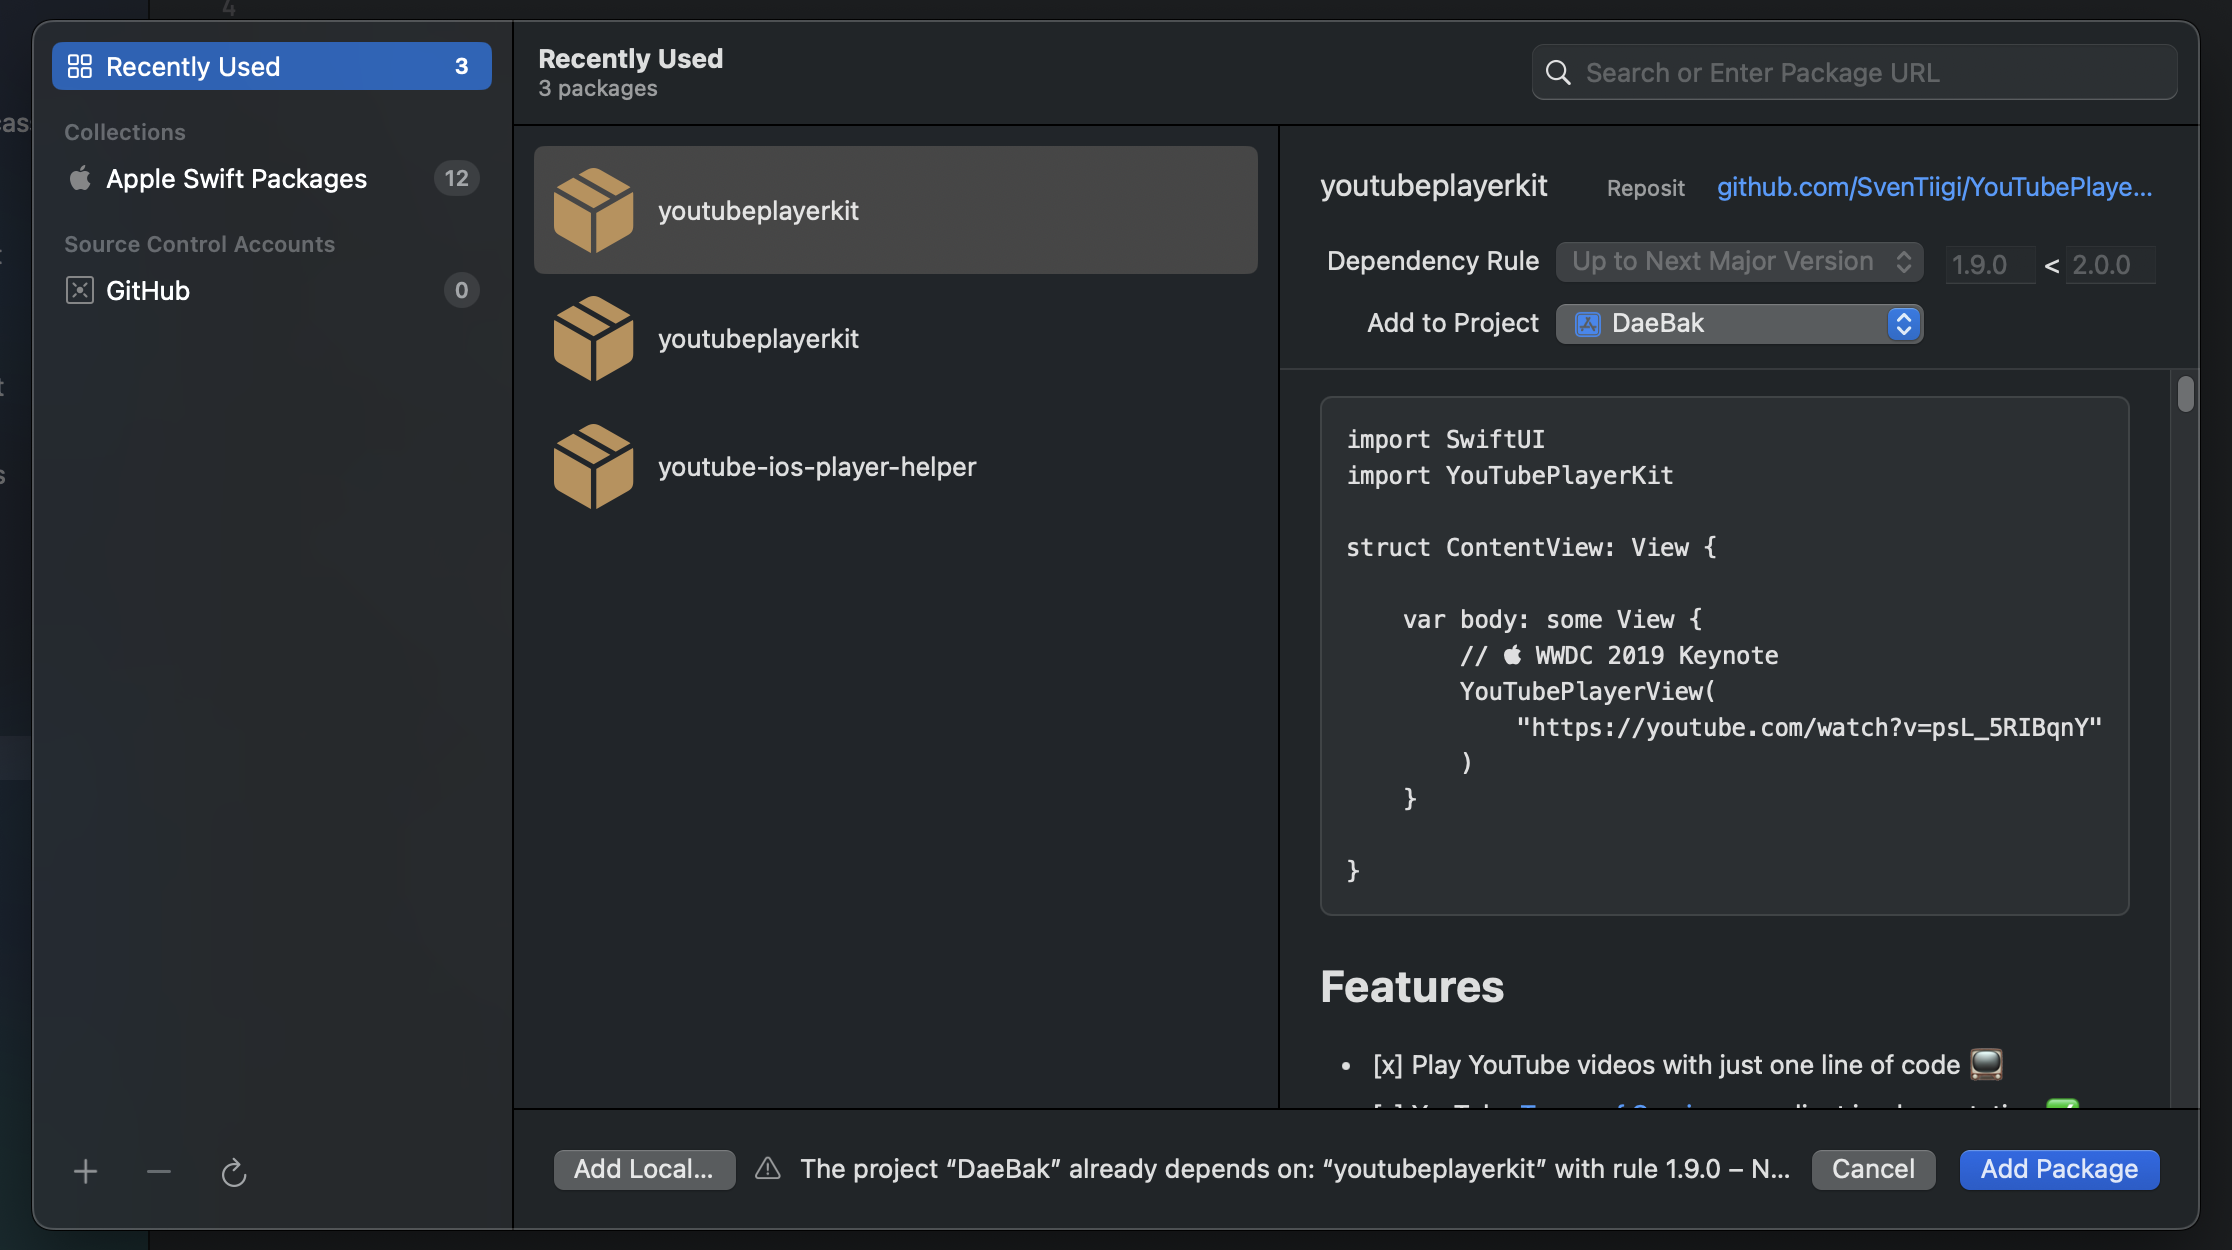 4
Recently Used 3
Collections
Apple Swift Packages 12
Source Control Accounts
GitHub 0
Recently Used
3 packages
Search or Enter Package URL
youtubeplayerkit
youtubeplayerkit
youtube-ios-player-helper
youtubeplayerkit Reposit github.com/SvenTiigi/YouTubePlaye...
Dependency Rule Up to Next Major Version 1.9.0 < 2.0.0
Add to Project DaeBak
import SwiftUI
import YouTubePlayerKit
struct ContentView: View {
var body: some View {
//  WWDC 2019 Keynote
YouTubePlayerView(
"https://youtube.com/watch?v=psL_5RIBqnY"
)
}
}
Features
• [x] Play YouTube videos with just one line of code 📺
Add Local... The project “DaeBak” already depends on: “youtubeplayerkit” with rule 1.9.0 – N... Cancel Add Package